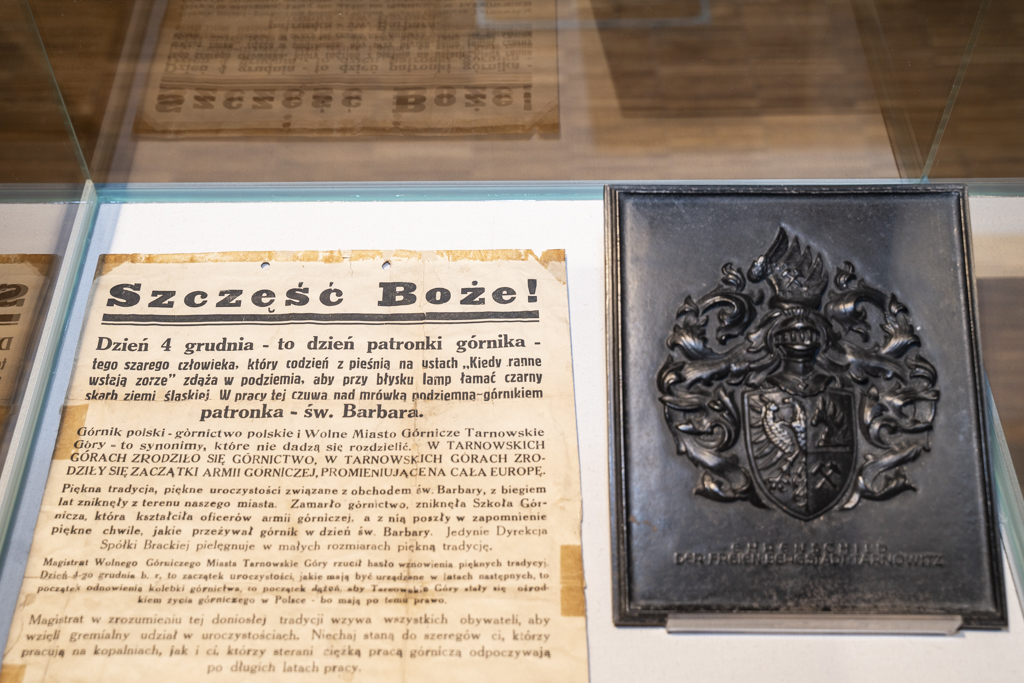 Szczęść Boże!
Dzień 4 grudnia - to dzień patronki górnika -
tego szarego człowieka, który codzień z pieśnią na ustach „Kiedy ranne
wstają zorze" zdąża w podziemia, aby przy błysku lamp łamać czarny
skarb ziemi śląskiej. W pracy tej czuwa nad mrówką podziemną-górnikiem
patronka - św. Barbara.
Górnik polski - górnictwo polskie i Wolne Miasto Górnicze Tarnowskie
Góry - to synonimy, które nie dadzą się rozdzielić. W TARNOWSKICH
GÓRACH ZRODZIŁO SIĘ GÓRNICTWO, W TARNOWSKICH GÓRACH ZRO-
DZIŁY SIĘ ZACZĄTKI ARMII GÓRNICZEJ, PROMIENIUJĄCE NA CAŁĄ EUROPĘ.
Piękna tradycja, piękne uroczystości związane z obchodem św. Barbary, z biegiem
lat zniknęły z terenu naszego miasta. Zamarło górnictwo, zniknęła Szkoła Gór-
nicza, która kształciła oficerów armii górniczej, a z nią poszły w zapomnienie
piękne chwile, jakie przeżywał górnik w dzień św. Barbary. Jedynie Dyrekcja
Spółki Brackiej pielęgnuje w małych rozmiarach piękną tradycję.
Magistrat Wolnego Górniczego Miasta Tarnowskie Góry rzucił hasło wznowienia pięknych tradycyj.
Dzień 4-go grudnia b. r. to zaczątek uroczystości, jakie mają być urządzane w latach następnych, to
początek odnowienia kolebki górnictwa, to początek dążeń, aby Tarnowskie Góry stały się ośrod-
kiem życia górniczego w Polsce - bo mają po temu prawo.
Magistrat w zrozumieniu tej doniosłej tradycji wzywa wszystkich obywateli, aby
wzięli gremialny udział w uroczystościach. Niechaj staną do szeregów ci, którzy
pracują na kopalniach, jak i ci, którzy sterani ciężką pracą górniczą odpoczywają
po długich latach pracy.
EHRENSCHILD
DER FREIEN BERGSTADT TARNOWITZ